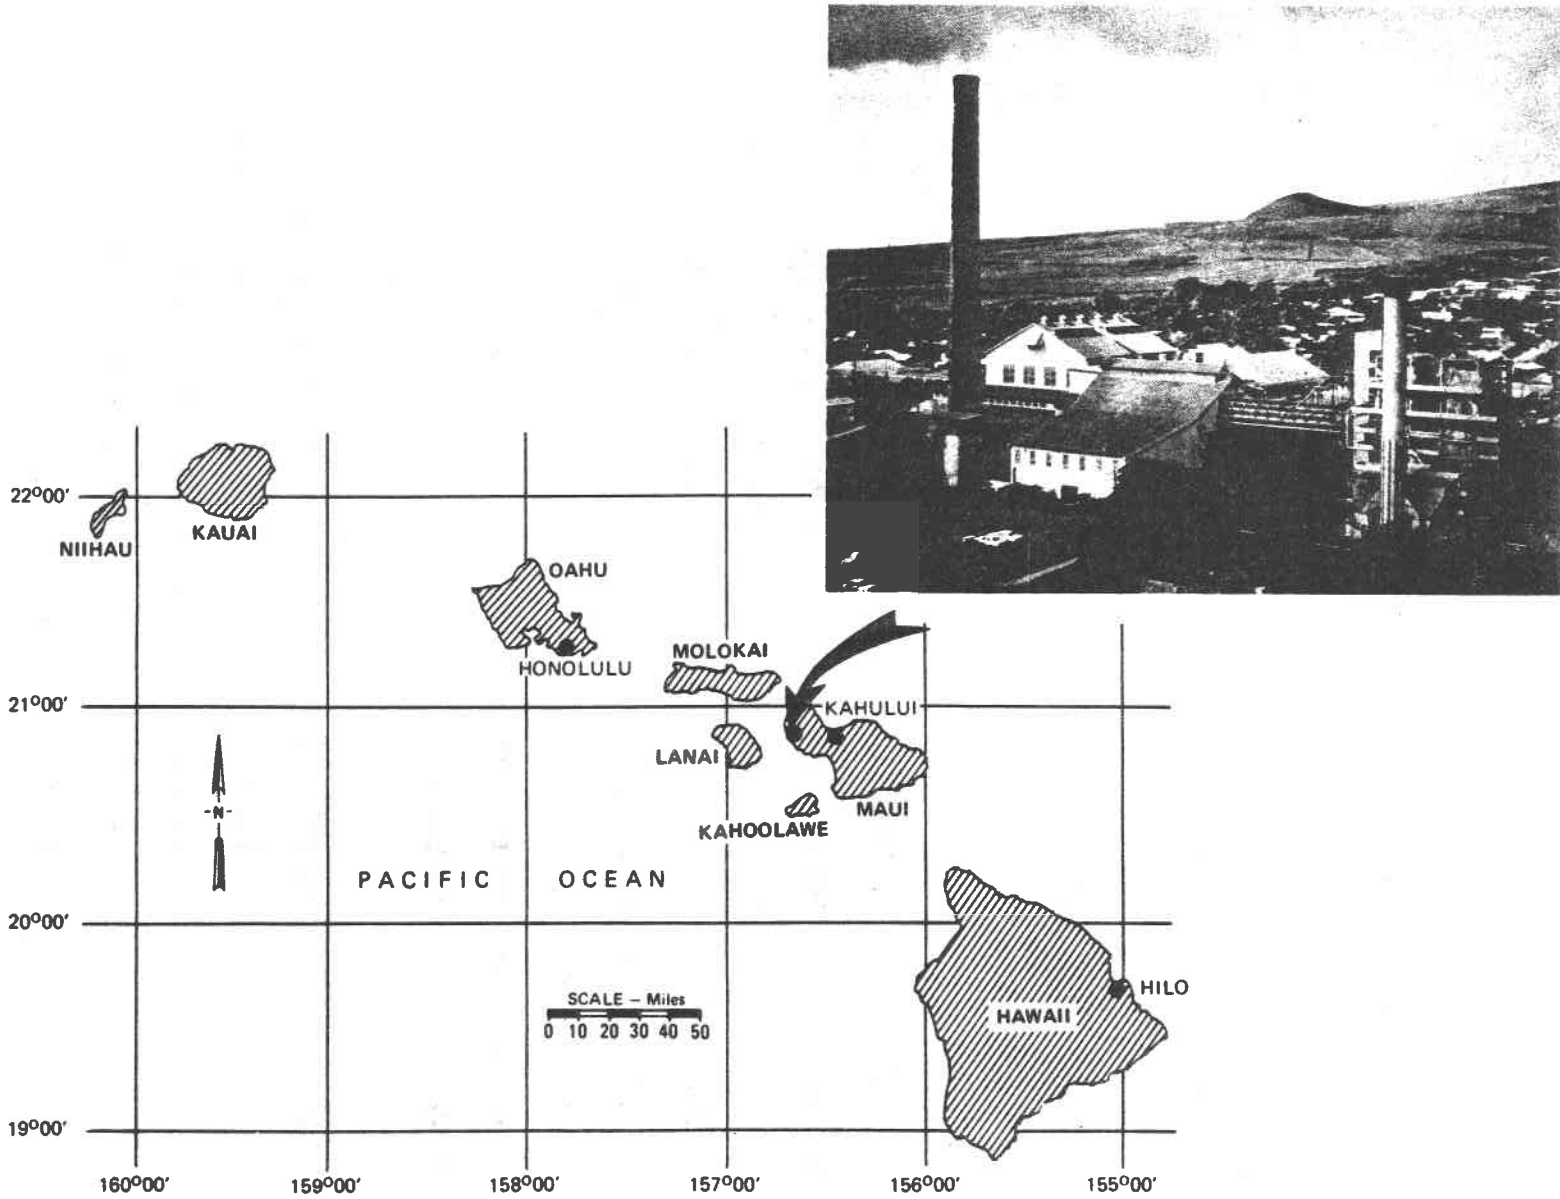 22°00'
NIIHAU
KAUAI
OAHU
HONOLULU
MOLOKAI
21°00'
KAHULUI
LANAI
MAUI
KAHOOLAWE
-N-
PACIFIC OCEAN
20°00'
SCALE – Miles
0 10 20 30 40 50
HILO
HAWAII
19°00'
160°00' 159°00' 158°00' 157°00' 156°00' 155°00'